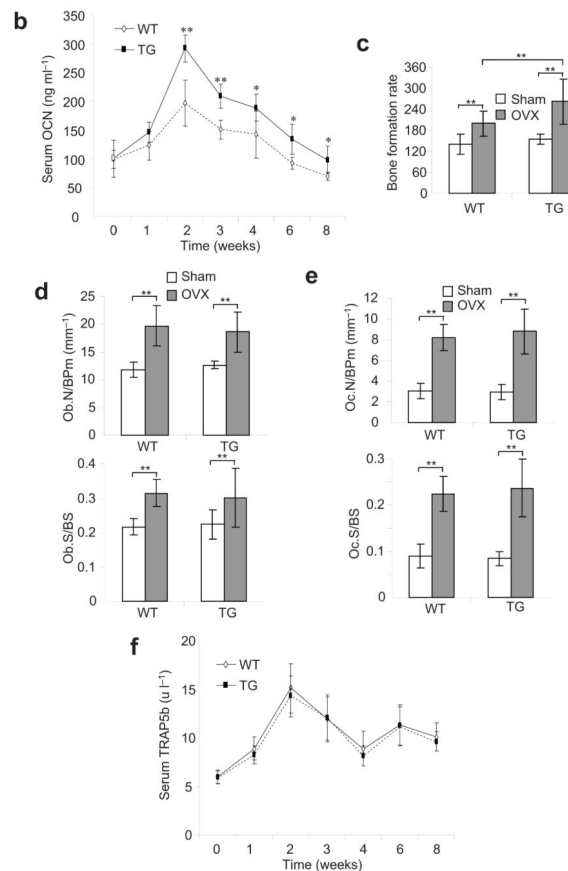 b
WT
TG
Serum OCN (ng ml⁻¹)
350
300
250
200
150
100
50
0
** ** * * *
0 1 2 3 4 6 8
Time (weeks)
c
**
** **
Sham
OVX
Bone formation rate
360
300
240
180
120
60
0
WT TG
d
Sham
OVX
** **
Ob.N/BPm (mm⁻¹)
25
20
15
10
5
0
WT TG
** **
Ob.S/BS
0.4
0.3
0.2
0.1
0
WT TG
e
Sham
OVX
** **
Oc.N/BPm (mm⁻¹)
12
10
8
6
4
2
0
WT TG
** **
Oc.S/BS
0.3
0.2
0.1
0
WT TG
f
WT
TG
Serum TRAP5b (u l⁻¹)
20
15
10
5
0
0 1 2 3 4 6 8
Time (weeks)